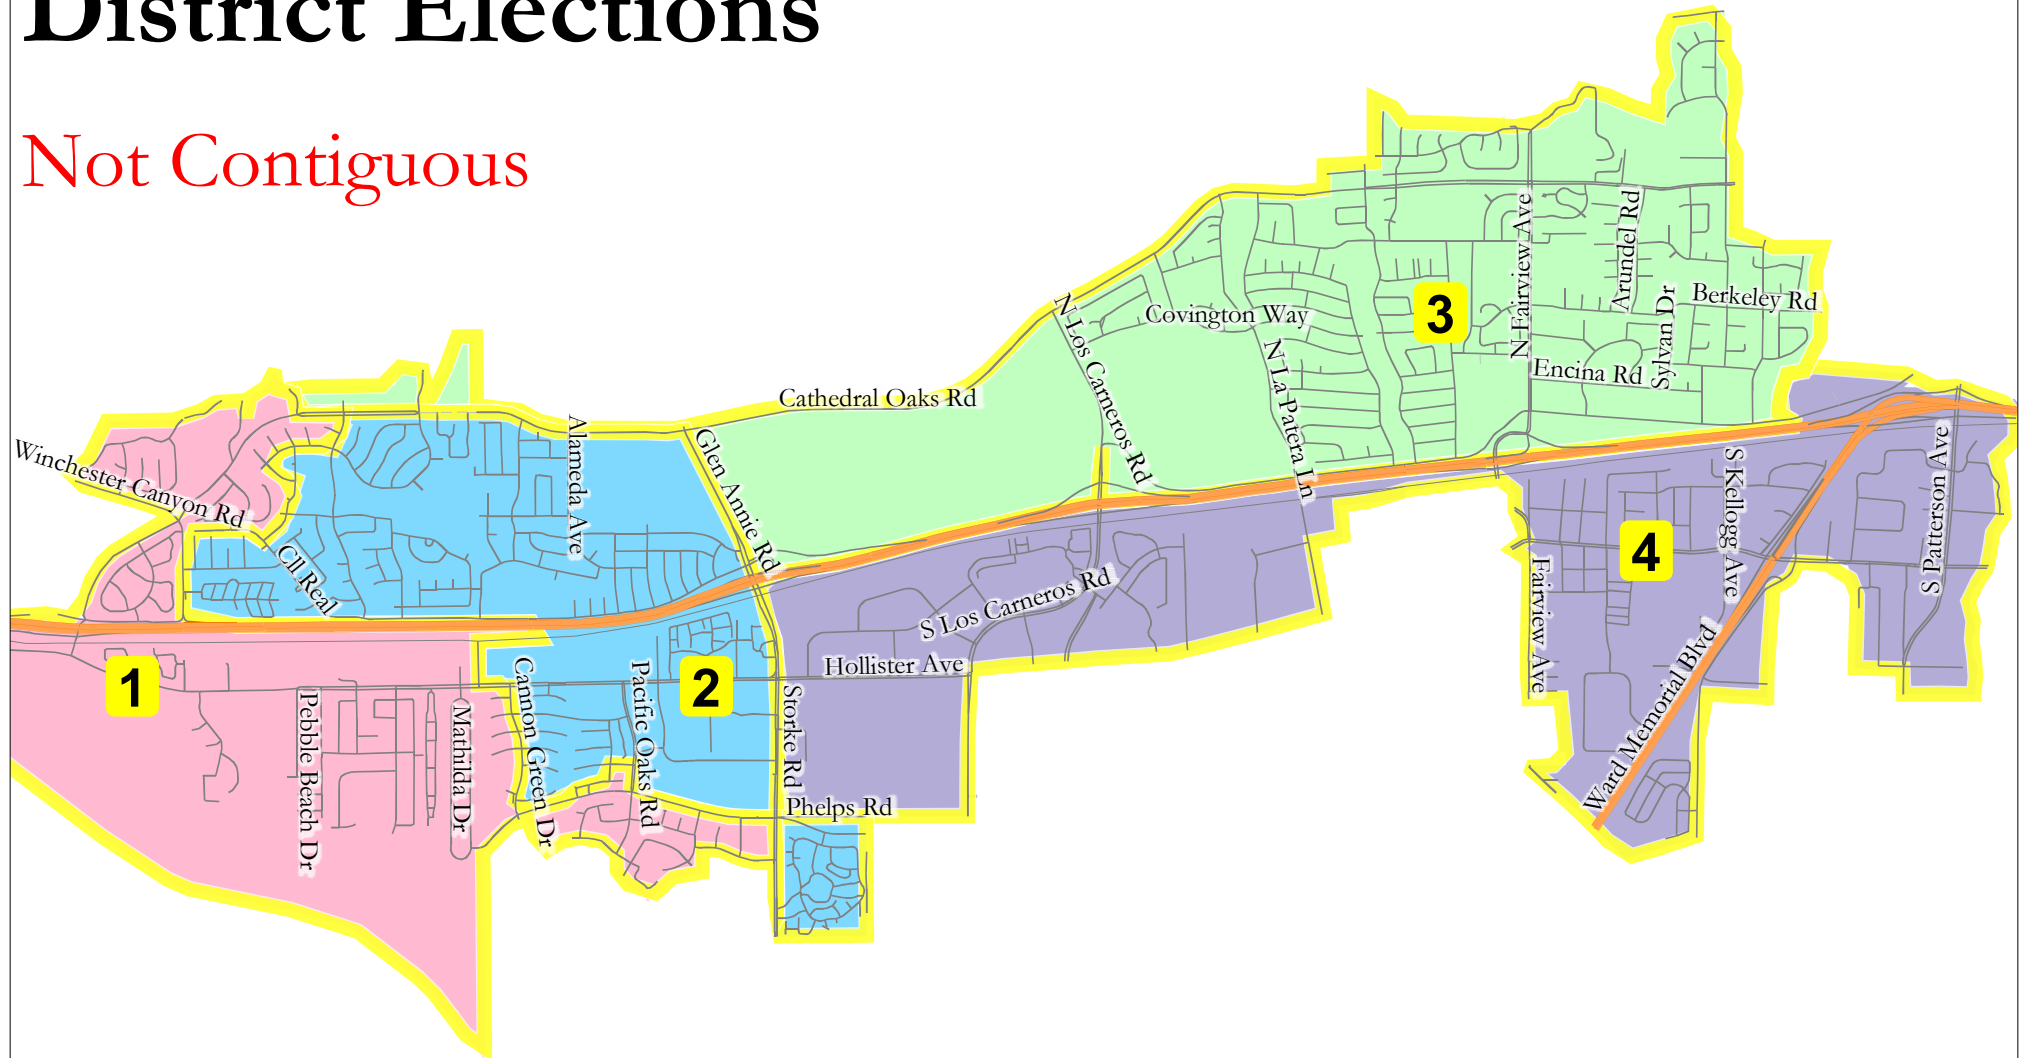 District Elections
Not Contiguous
Winchester Canyon Rd
Cll Real
Alameda Ave
Glen Annie Rd
Cathedral Oaks Rd
N Los Carneros Rd
Covington Way
N La Patera Ln
3
N Fairview Ave
Arundel Rd
Sylvan Dr
Berkeley Rd
Encina Rd
1
Pebble Beach Dr
Mathilda Dr
Cannon Green Dr
Pacific Oaks Rd
2
Storke Rd
Hollister Ave
Phelps Rd
S Los Carneros Rd
Fairview Ave
4
S Kellogg Ave
Ward Memorial Blvd
S Patterson Ave